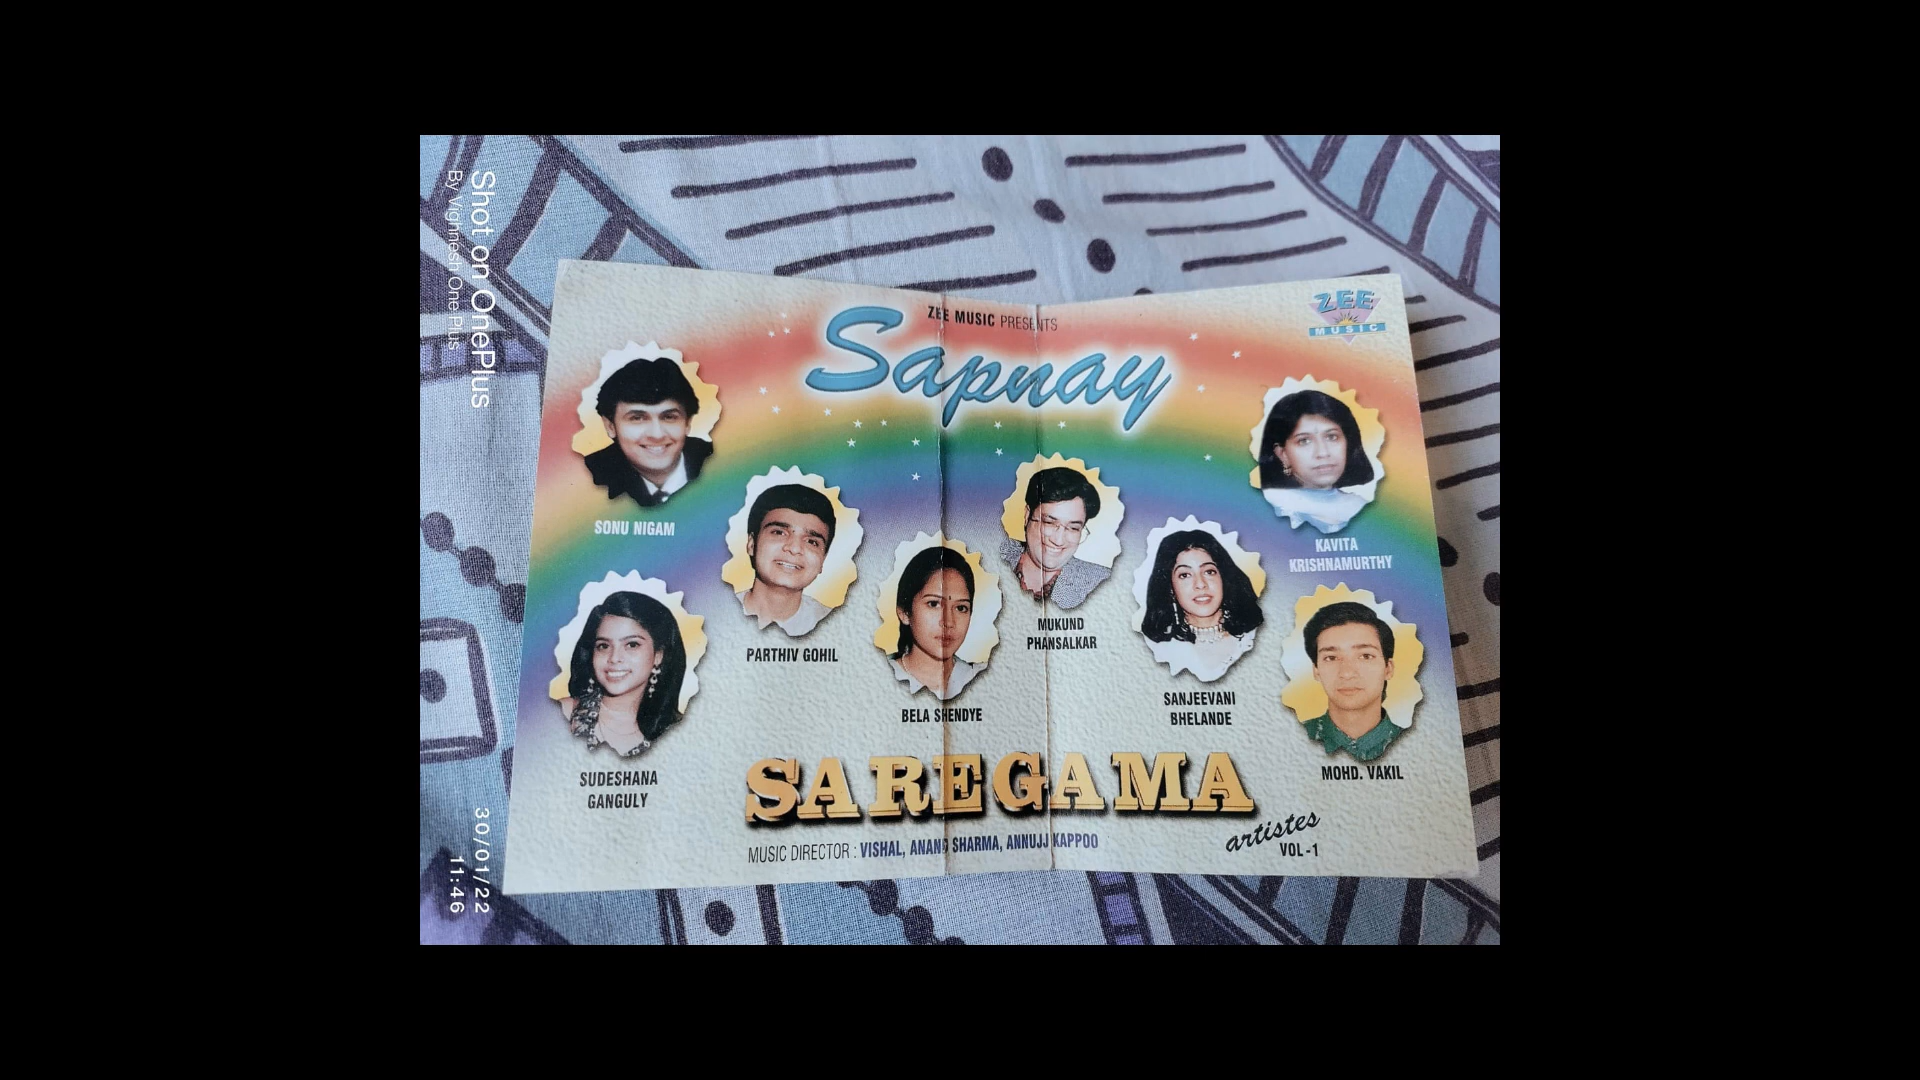 Shot on OnePlus
By Vighnesh OnePlus
ZEE MUSIC PRESENTS
Sapnay
ZEE
MUSIC
SONU NIGAM
KAVITA
KRISHNAMURTHY
PARTHIV GOHIL
MUKUND
PHANSALKAR
BELA SHENDYE
SANJEEVANI
BHELANDE
SUDESHANA
GANGULY
MOHD. VAKIL
SAREGAMA
artistes
VOL-1
MUSIC DIRECTOR : VISHAL, ANAND SHARMA, ANNUJJ KAPPOO
30/01/22
11:46